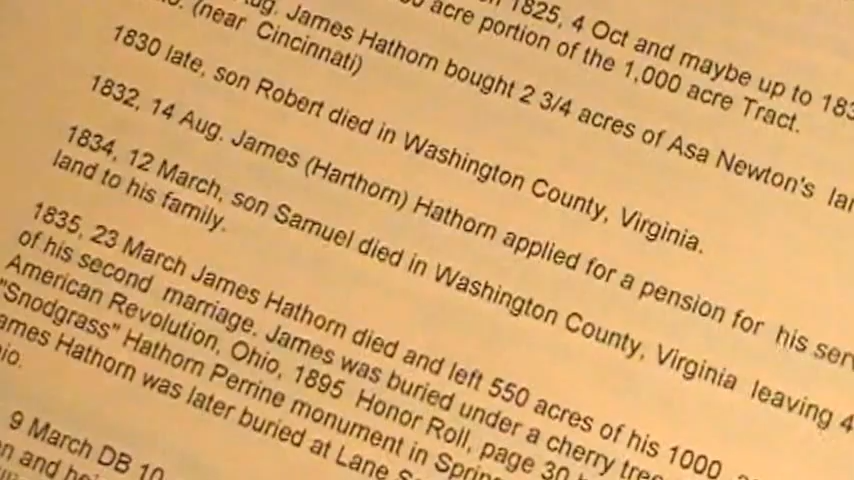 1825, 4 Oct and maybe up to
acre portion of the 1,000 acre Tract.
Aug. James Hathorn bought 2 3/4 acres of Asa Newton's
(near Cincinnati)
1830 late, son Robert died in Washington County, Virginia.
1832, 14 Aug. James (Harthorn) Hathorn applied for a pension for his
1834, 12 March, son Samuel died in Washington County, Virginia leaving
land to his family.
1835, 23 March James Hathorn died and left 550 acres of his 1000
of his second marriage. James was buried under a cherry
American Revolution, Ohio, 1895 Honor Roll, page 30
"Snodgrass" Hathorn Perrine monument in
James Hathorn was later buried at Lane
9 March DB 10
and